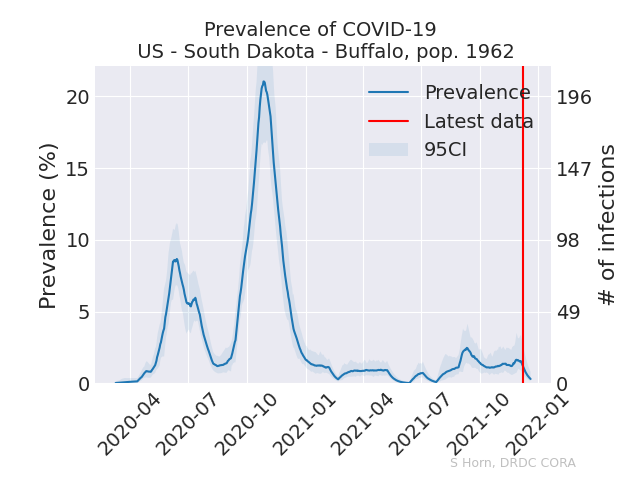 Prevalence of COVID-19
US - South Dakota - Buffalo, pop. 1962
Prevalence
Latest data
95CI
Prevalence (%)
20
15
10
5
0
# of infections
196
147
98
49
0
2020-04
2020-07
2020-10
2021-01
2021-04
2021-07
2021-10
2022-01
S Horn, DRDC CORA